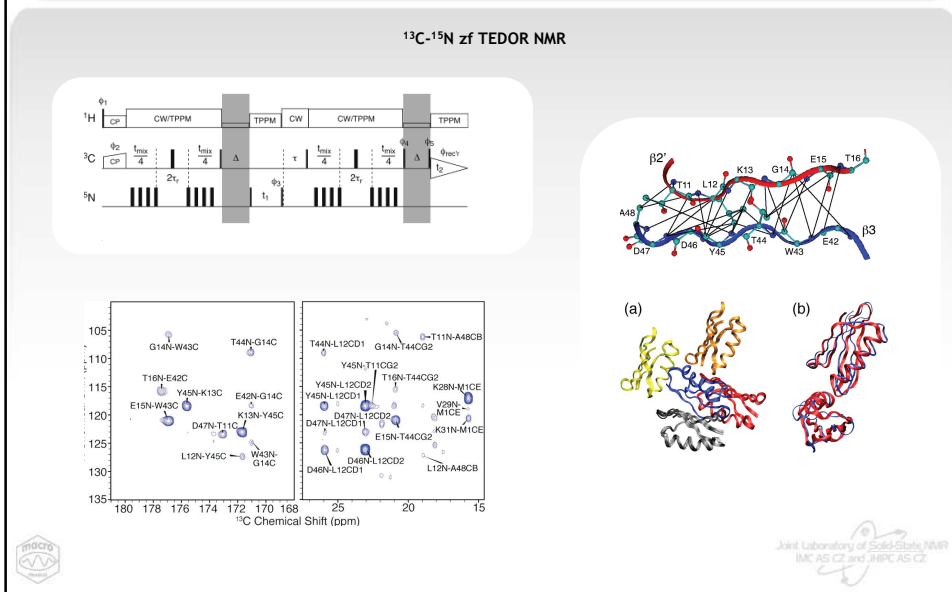 ¹³C-¹⁵N zf TEDOR NMR
ϕ₁
¹H CP CW/TPPM TPPM CW CW/TPPM TPPM
ϕ₂ ϕ₄ ϕ₅ ϕrec'r
³C CP tmix/4 tmix/4 Δ τ tmix/4 tmix/4 Δ t₂
2τr ϕ₃ 2τr
⁵N t₁
β2' T11 L12 K13 G14 E15 T16
A48 D47 D46 Y45 T44 W43 E42 β3
(a) (b)
105
110
115
120
125
130
135
G14N-W43C
T44N-G14C
T16N-E42C
Y45N-K13C
E42N-G14C
E15N-W43C
K13N-Y45C
D47N-T11C
W43N-
G14C
L12N-Y45C
180 178 176 174 172 170 168
T11N-A48CB
T44N-L12CD1
G14N-T44CG2
Y45N-T11CG2
T16N-T44CG2
Y45N-L12CD2
K28N-M1CE
Y45N-L12CD1
V29N-
M1CE
D47N-L12CD2
D47N-L12CD1
E15N-T44CG2
K31N-M1CE
D46N-L12CD2
D46N-L12CD1
L12N-A48CB
25 20 15
¹³C Chemical Shift (ppm)
macro
Joint Laboratory of Solid-State NMR
IMC AS CZ and JHIPC AS CZ